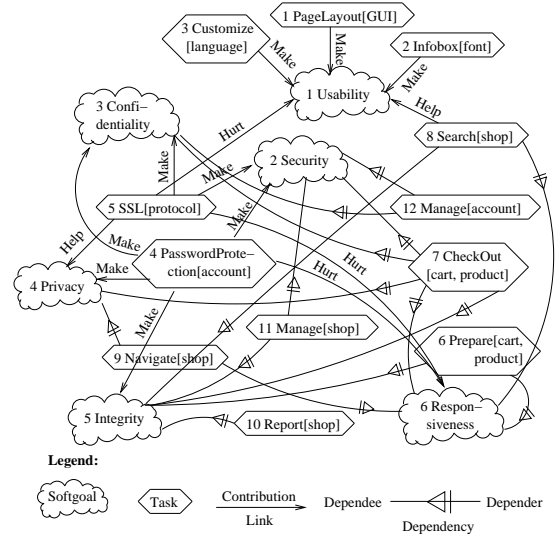 1 PageLayout[GUI]
3 Customize
[language]
2 Infobox[font]
Make
Make
Make
1 Usability
3 Confi–
dentiality
Help
8 Search[shop]
Hurt
2 Security
Make
Make
5 SSL[protocol]
12 Manage[account]
Make
Help
Make
4 PasswordProte–
ction[account]
7 CheckOut
[cart, product]
Make
4 Privacy
Hurt
Hurt
Make
11 Manage[shop]
6 Prepare[cart,
product]
9 Navigate[shop]
5 Integrity
10 Report[shop]
6 Respon–
siveness
Legend:
Softgoal
Task
Contribution
Link
Dependee
Depender
Dependency